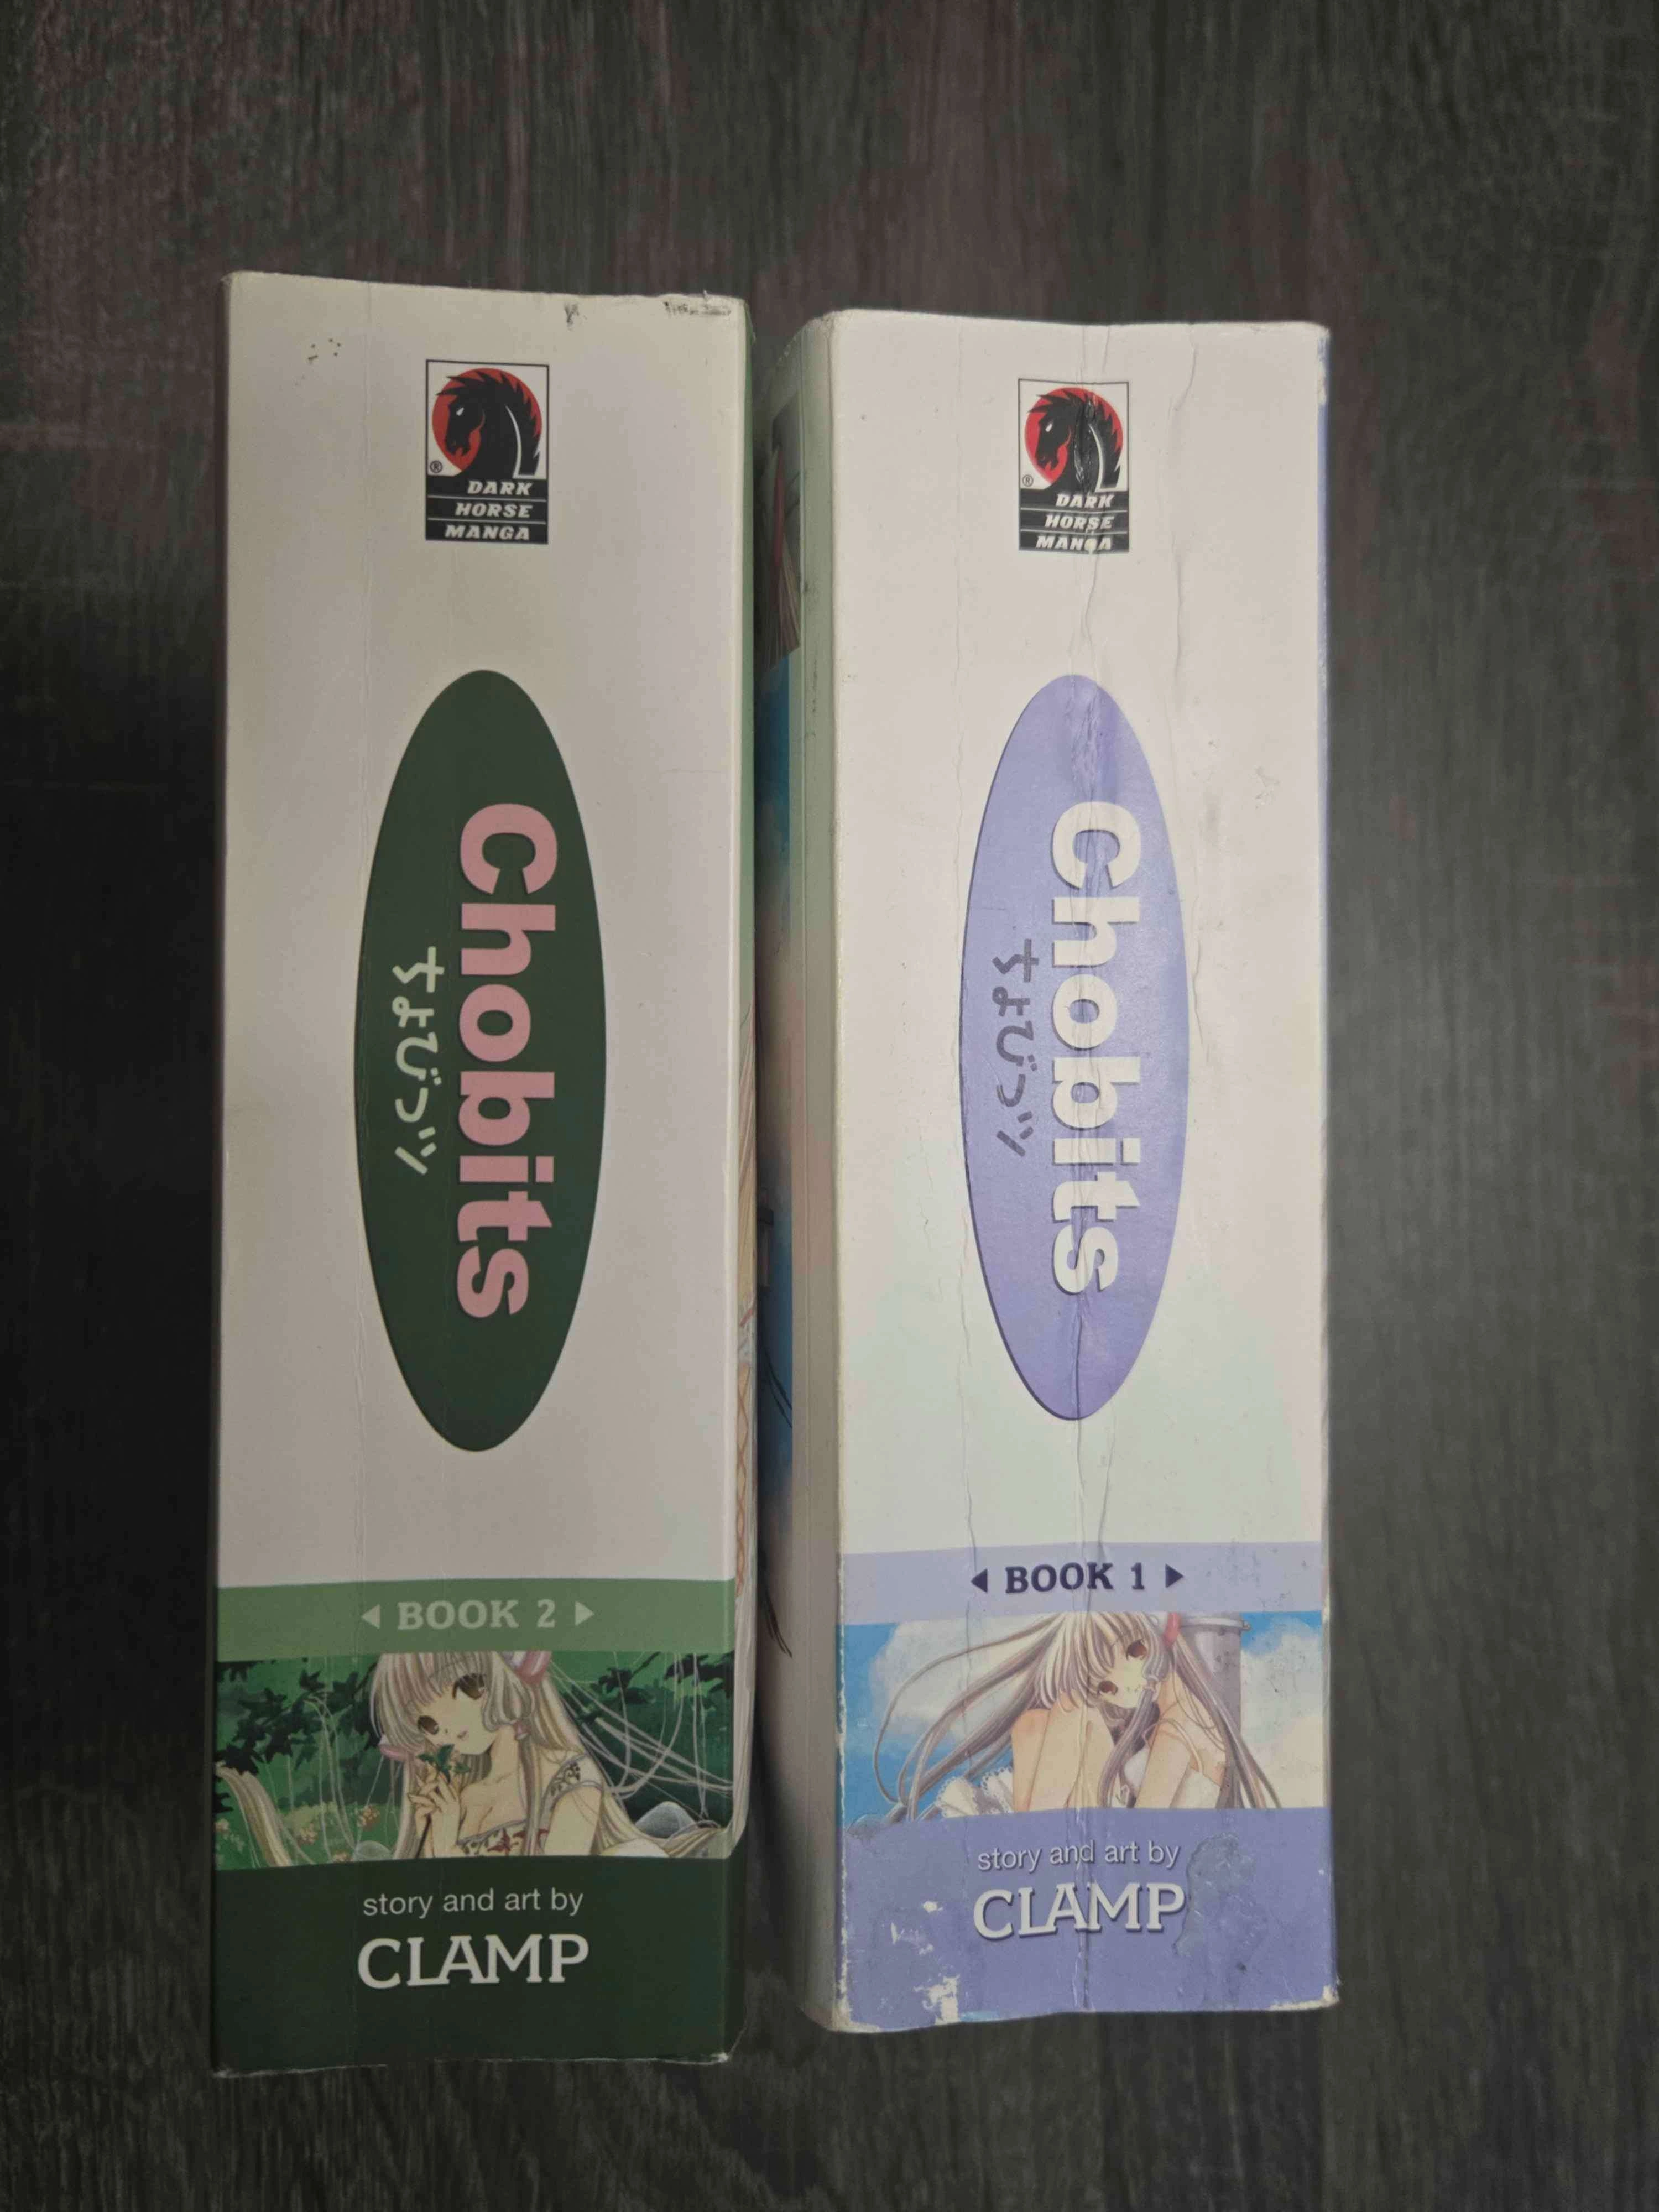 ®
DARK
HORSE
MANGA
Chobits
ちょびっツ
BOOK 2
story and art by
CLAMP
®
DARK
HORSE
MANGA
Chobits
ちょびっツ
BOOK 1
story and art by
CLAMP